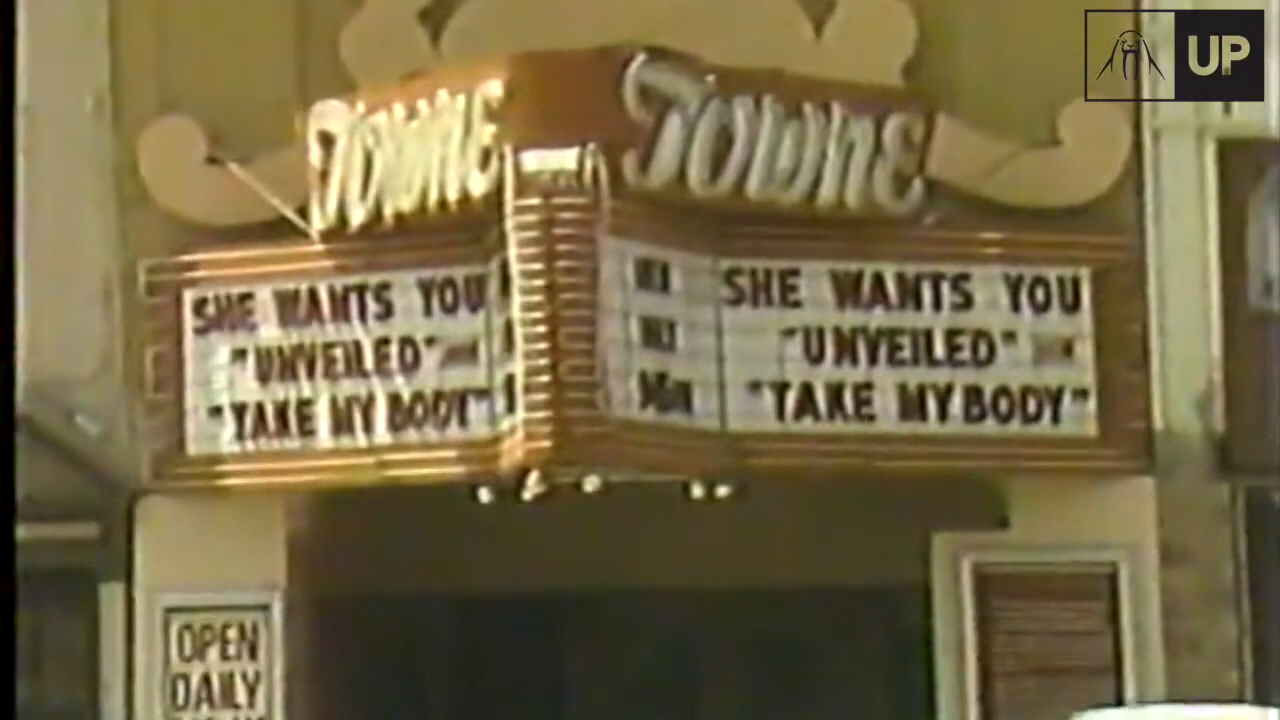 UP
TOWNE
TOWNE
SHE WANTS YOU
"UNVEILED"
"TAKE MY BODY"
SHE WANTS YOU
"UNVEILED"
"TAKE MY BODY"
OPEN
DAILY